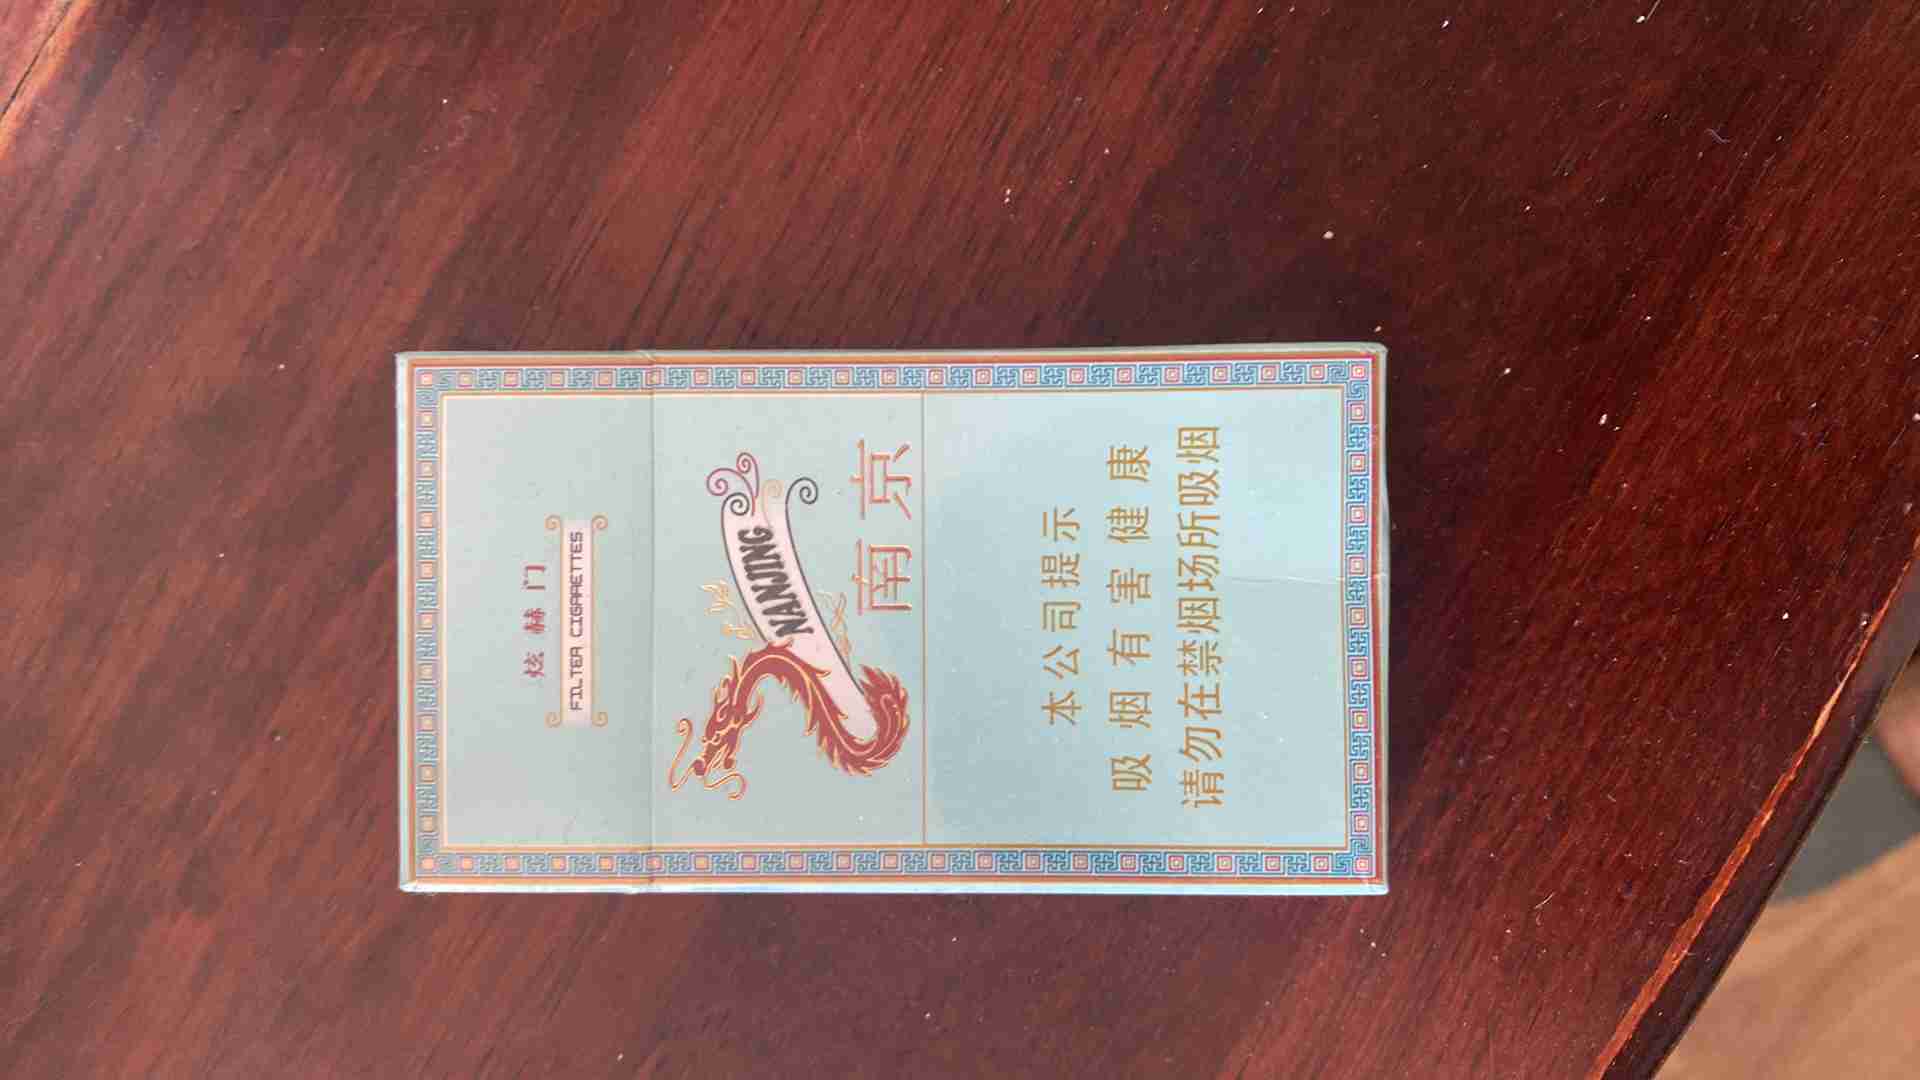 炫赫门
FILTER CIGARETTES
NANJING
南京
本公司提示
吸烟有害健康
请勿在禁烟场所吸烟